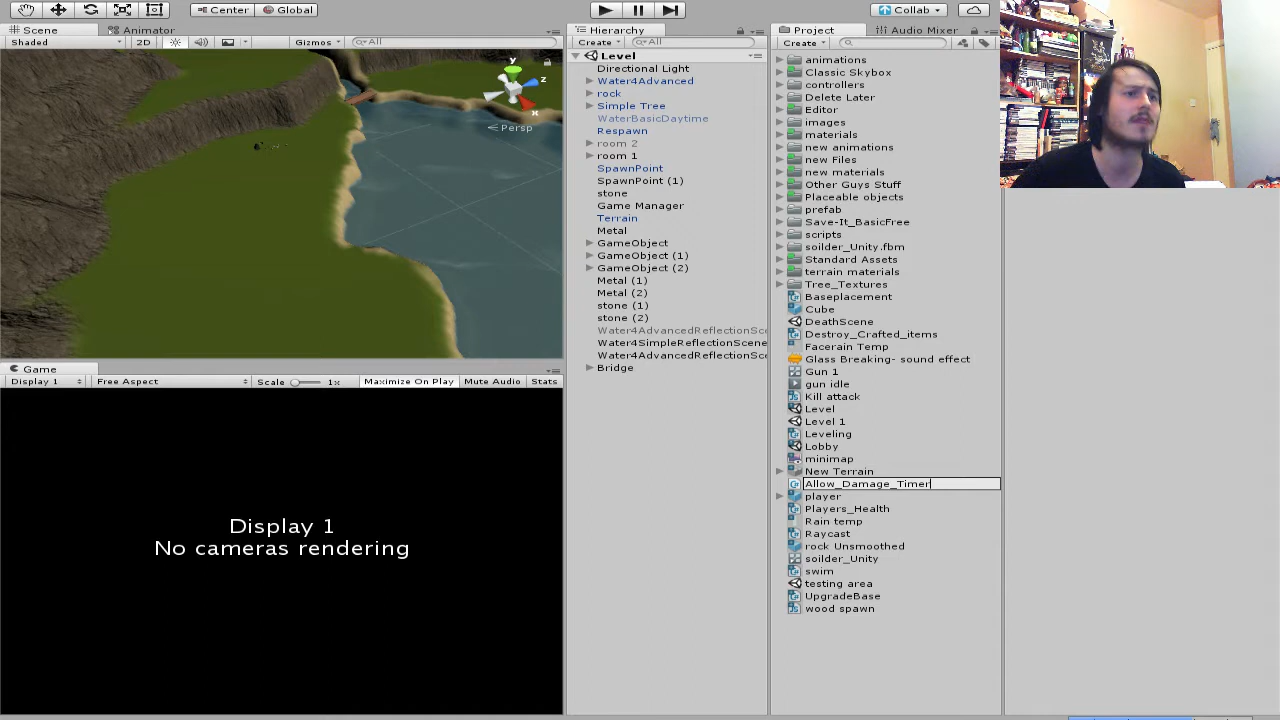 Center Global Collab
Scene Animator
Shaded 2D Gizmos All
y
z
x
Persp
Game
Display 1 Free Aspect Scale 1x Maximize On Play Mute Audio Stats
Display 1
No cameras rendering
Hierarchy
Create All
Level
Directional Light
Water4Advanced
rock
Simple Tree
WaterBasicDaytime
Respawn
room 2
room 1
SpawnPoint
SpawnPoint (1)
stone
Game Manager
Terrain
Metal
GameObject
GameObject (1)
GameObject (2)
Metal (1)
Metal (2)
stone (1)
stone (2)
Water4AdvancedReflectionSce
Water4SimpleReflectionScene
Water4AdvancedReflectionSce
Bridge
Project Audio Mixer
Create
animations
Classic Skybox
controllers
Delete Later
Editor
images
materials
new animations
new Files
new materials
Other Guys Stuff
Placeable objects
prefab
Save-It_BasicFree
scripts
soilder_Unity.fbm
Standard Assets
terrain materials
Tree_Textures
Baseplacement
Cube
DeathScene
Destroy_Crafted_items
Facerain Temp
Glass Breaking- sound effect
Gun 1
gun idle
Kill attack
Level
Level 1
Leveling
Lobby
minimap
New Terrain
Allow_Damage_Timer
player
Players_Health
Rain temp
Raycast
rock Unsmoothed
soilder_Unity
swim
testing area
UpgradeBase
wood spawn